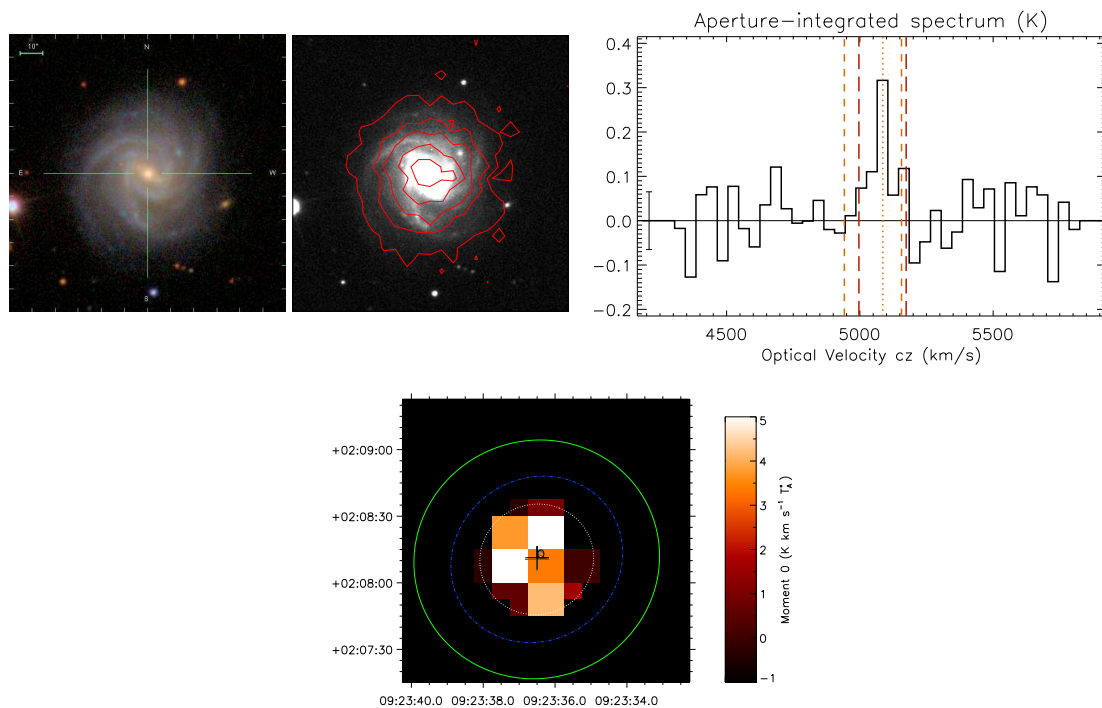 10"
N
E
W
S
Aperture-integrated spectrum (K)
0.4
0.3
0.2
0.1
0.0
-0.1
-0.2
4500 5000 5500
Optical Velocity cz (km/s)
+02:09:00
+02:08:30
+02:08:00
+02:07:30
09:23:40.0 09:23:38.0 09:23:36.0 09:23:34.0
5
4
3
2
1
0
-1
Moment 0 (K km s⁻¹ T*A)